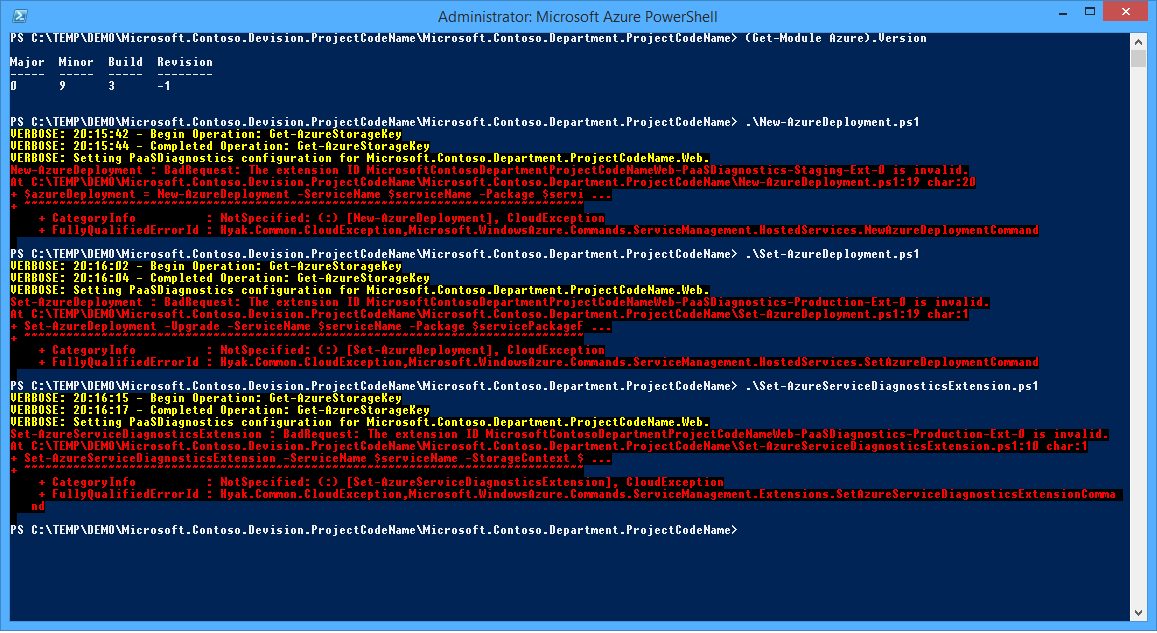 Administrator: Microsoft Azure PowerShell
PS C:\TEMP\DEMO\Microsoft.Contoso.Devision.ProjectCodeName\Microsoft.Contoso.Department.ProjectCodeName> (Get-Module Azure).Version
Major  Minor  Build  Revision
-----  -----  -----  --------
0      9      3      -1
PS C:\TEMP\DEMO\Microsoft.Contoso.Devision.ProjectCodeName\Microsoft.Contoso.Department.ProjectCodeName> .\New-AzureDeployment.ps1
VERBOSE: 20:15:42 - Begin Operation: Get-AzureStorageKey
VERBOSE: 20:15:44 - Completed Operation: Get-AzureStorageKey
VERBOSE: Setting PaaSDiagnostics configuration for Microsoft.Contoso.Department.ProjectCodeName.Web.
New-AzureDeployment : BadRequest: The extension ID MicrosoftContosoDepartmentProjectCodeNameWeb-PaaSDiagnostics-Staging-Ext-0 is invalid.
At C:\TEMP\DEMO\Microsoft.Contoso.Devision.ProjectCodeName\Microsoft.Contoso.Department.ProjectCodeName\New-AzureDeployment.ps1:19 char:20
+ $azureDeployment = New-AzureDeployment -ServiceName $serviceName -Package $servi ...
+ ~~~~~~~~~~~~~~~~~~~~~~~~~~~~~~~~~~~~~~~~~~~~~~~~~~~~~~~~~~~~~~~~~~~~~~~~~~~~~~~~~
+ CategoryInfo          : NotSpecified: (:) [New-AzureDeployment], CloudException
+ FullyQualifiedErrorId : Hyak.Common.CloudException,Microsoft.WindowsAzure.Commands.ServiceManagement.HostedServices.NewAzureDeploymentCommand
PS C:\TEMP\DEMO\Microsoft.Contoso.Devision.ProjectCodeName\Microsoft.Contoso.Department.ProjectCodeName> .\Set-AzureDeployment.ps1
VERBOSE: 20:16:02 - Begin Operation: Get-AzureStorageKey
VERBOSE: 20:16:04 - Completed Operation: Get-AzureStorageKey
VERBOSE: Setting PaaSDiagnostics configuration for Microsoft.Contoso.Department.ProjectCodeName.Web.
Set-AzureDeployment : BadRequest: The extension ID MicrosoftContosoDepartmentProjectCodeNameWeb-PaaSDiagnostics-Production-Ext-0 is invalid.
At C:\TEMP\DEMO\Microsoft.Contoso.Devision.ProjectCodeName\Microsoft.Contoso.Department.ProjectCodeName\Set-AzureDeployment.ps1:19 char:1
+ Set-AzureDeployment -Upgrade -ServiceName $serviceName -Package $servicePackageF ...
+ ~~~~~~~~~~~~~~~~~~~~~~~~~~~~~~~~~~~~~~~~~~~~~~~~~~~~~~~~~~~~~~~~~~~~~~~~~~~~~~~~~
+ CategoryInfo          : NotSpecified: (:) [Set-AzureDeployment], CloudException
+ FullyQualifiedErrorId : Hyak.Common.CloudException,Microsoft.WindowsAzure.Commands.ServiceManagement.HostedServices.SetAzureDeploymentCommand
PS C:\TEMP\DEMO\Microsoft.Contoso.Devision.ProjectCodeName\Microsoft.Contoso.Department.ProjectCodeName> .\Set-AzureServiceDiagnosticsExtension.ps1
VERBOSE: 20:16:15 - Begin Operation: Get-AzureStorageKey
VERBOSE: 20:16:17 - Completed Operation: Get-AzureStorageKey
VERBOSE: Setting PaaSDiagnostics configuration for Microsoft.Contoso.Department.ProjectCodeName.Web.
Set-AzureServiceDiagnosticsExtension : BadRequest: The extension ID MicrosoftContosoDepartmentProjectCodeNameWeb-PaaSDiagnostics-Production-Ext-0 is invalid.
At C:\TEMP\DEMO\Microsoft.Contoso.Devision.ProjectCodeName\Microsoft.Contoso.Department.ProjectCodeName\Set-AzureServiceDiagnosticsExtension.ps1:18 char:1
+ Set-AzureServiceDiagnosticsExtension -ServiceName $serviceName -StorageContext $ ...
+ ~~~~~~~~~~~~~~~~~~~~~~~~~~~~~~~~~~~~~~~~~~~~~~~~~~~~~~~~~~~~~~~~~~~~~~~~~~~~~~~~~
+ CategoryInfo          : NotSpecified: (:) [Set-AzureServiceDiagnosticsExtension], CloudException
+ FullyQualifiedErrorId : Hyak.Common.CloudException,Microsoft.WindowsAzure.Commands.ServiceManagement.Extensions.SetAzureServiceDiagnosticsExtensionComma
nd
PS C:\TEMP\DEMO\Microsoft.Contoso.Devision.ProjectCodeName\Microsoft.Contoso.Department.ProjectCodeName>